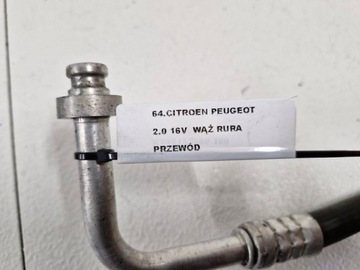 64.CITROEN PEUGEOT
2.0 16V WĄŻ RURA
PRZEWÓD